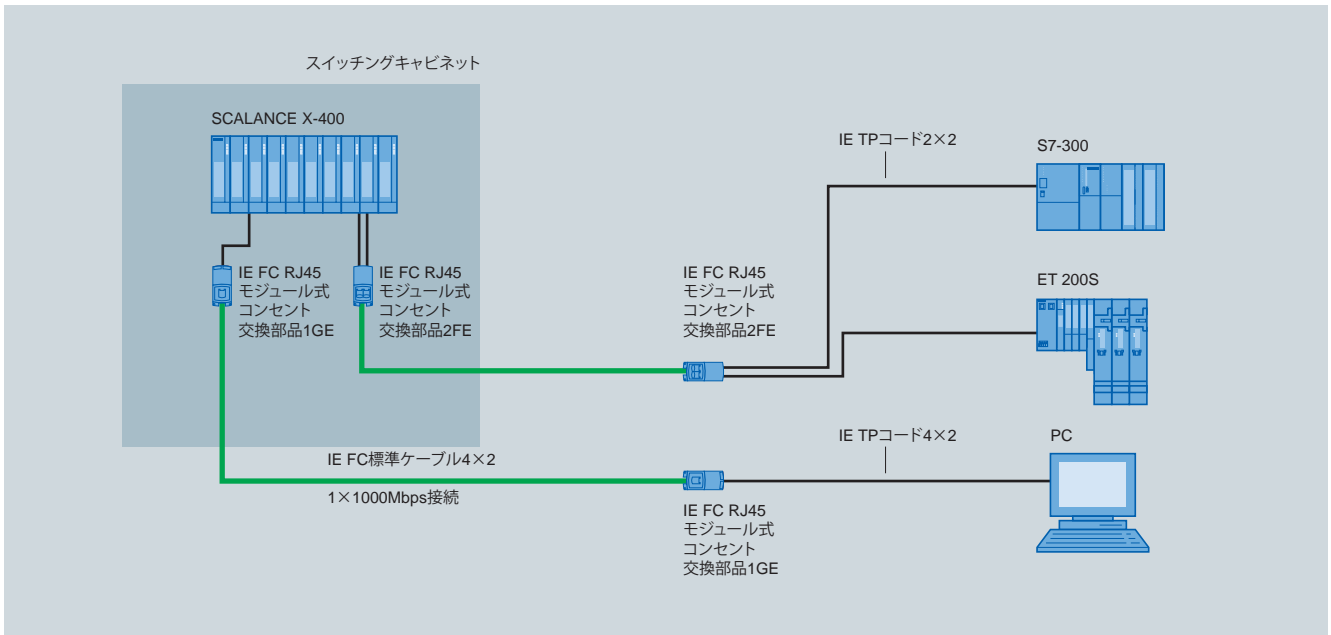 スイッチングキャビネット
SCALANCE X-400
IE FC RJ45
モジュール式
コンセント
交換部品1GE
IE FC RJ45
モジュール式
コンセント
交換部品2FE
IE FC RJ45
モジュール式
コンセント
交換部品2FE
IE TPコード2×2
S7-300
ET 200S
IE FC標準ケーブル4×2
1×1000Mbps接続
IE TPコード4×2
PC
IE FC RJ45
モジュール式
コンセント
交換部品1GE